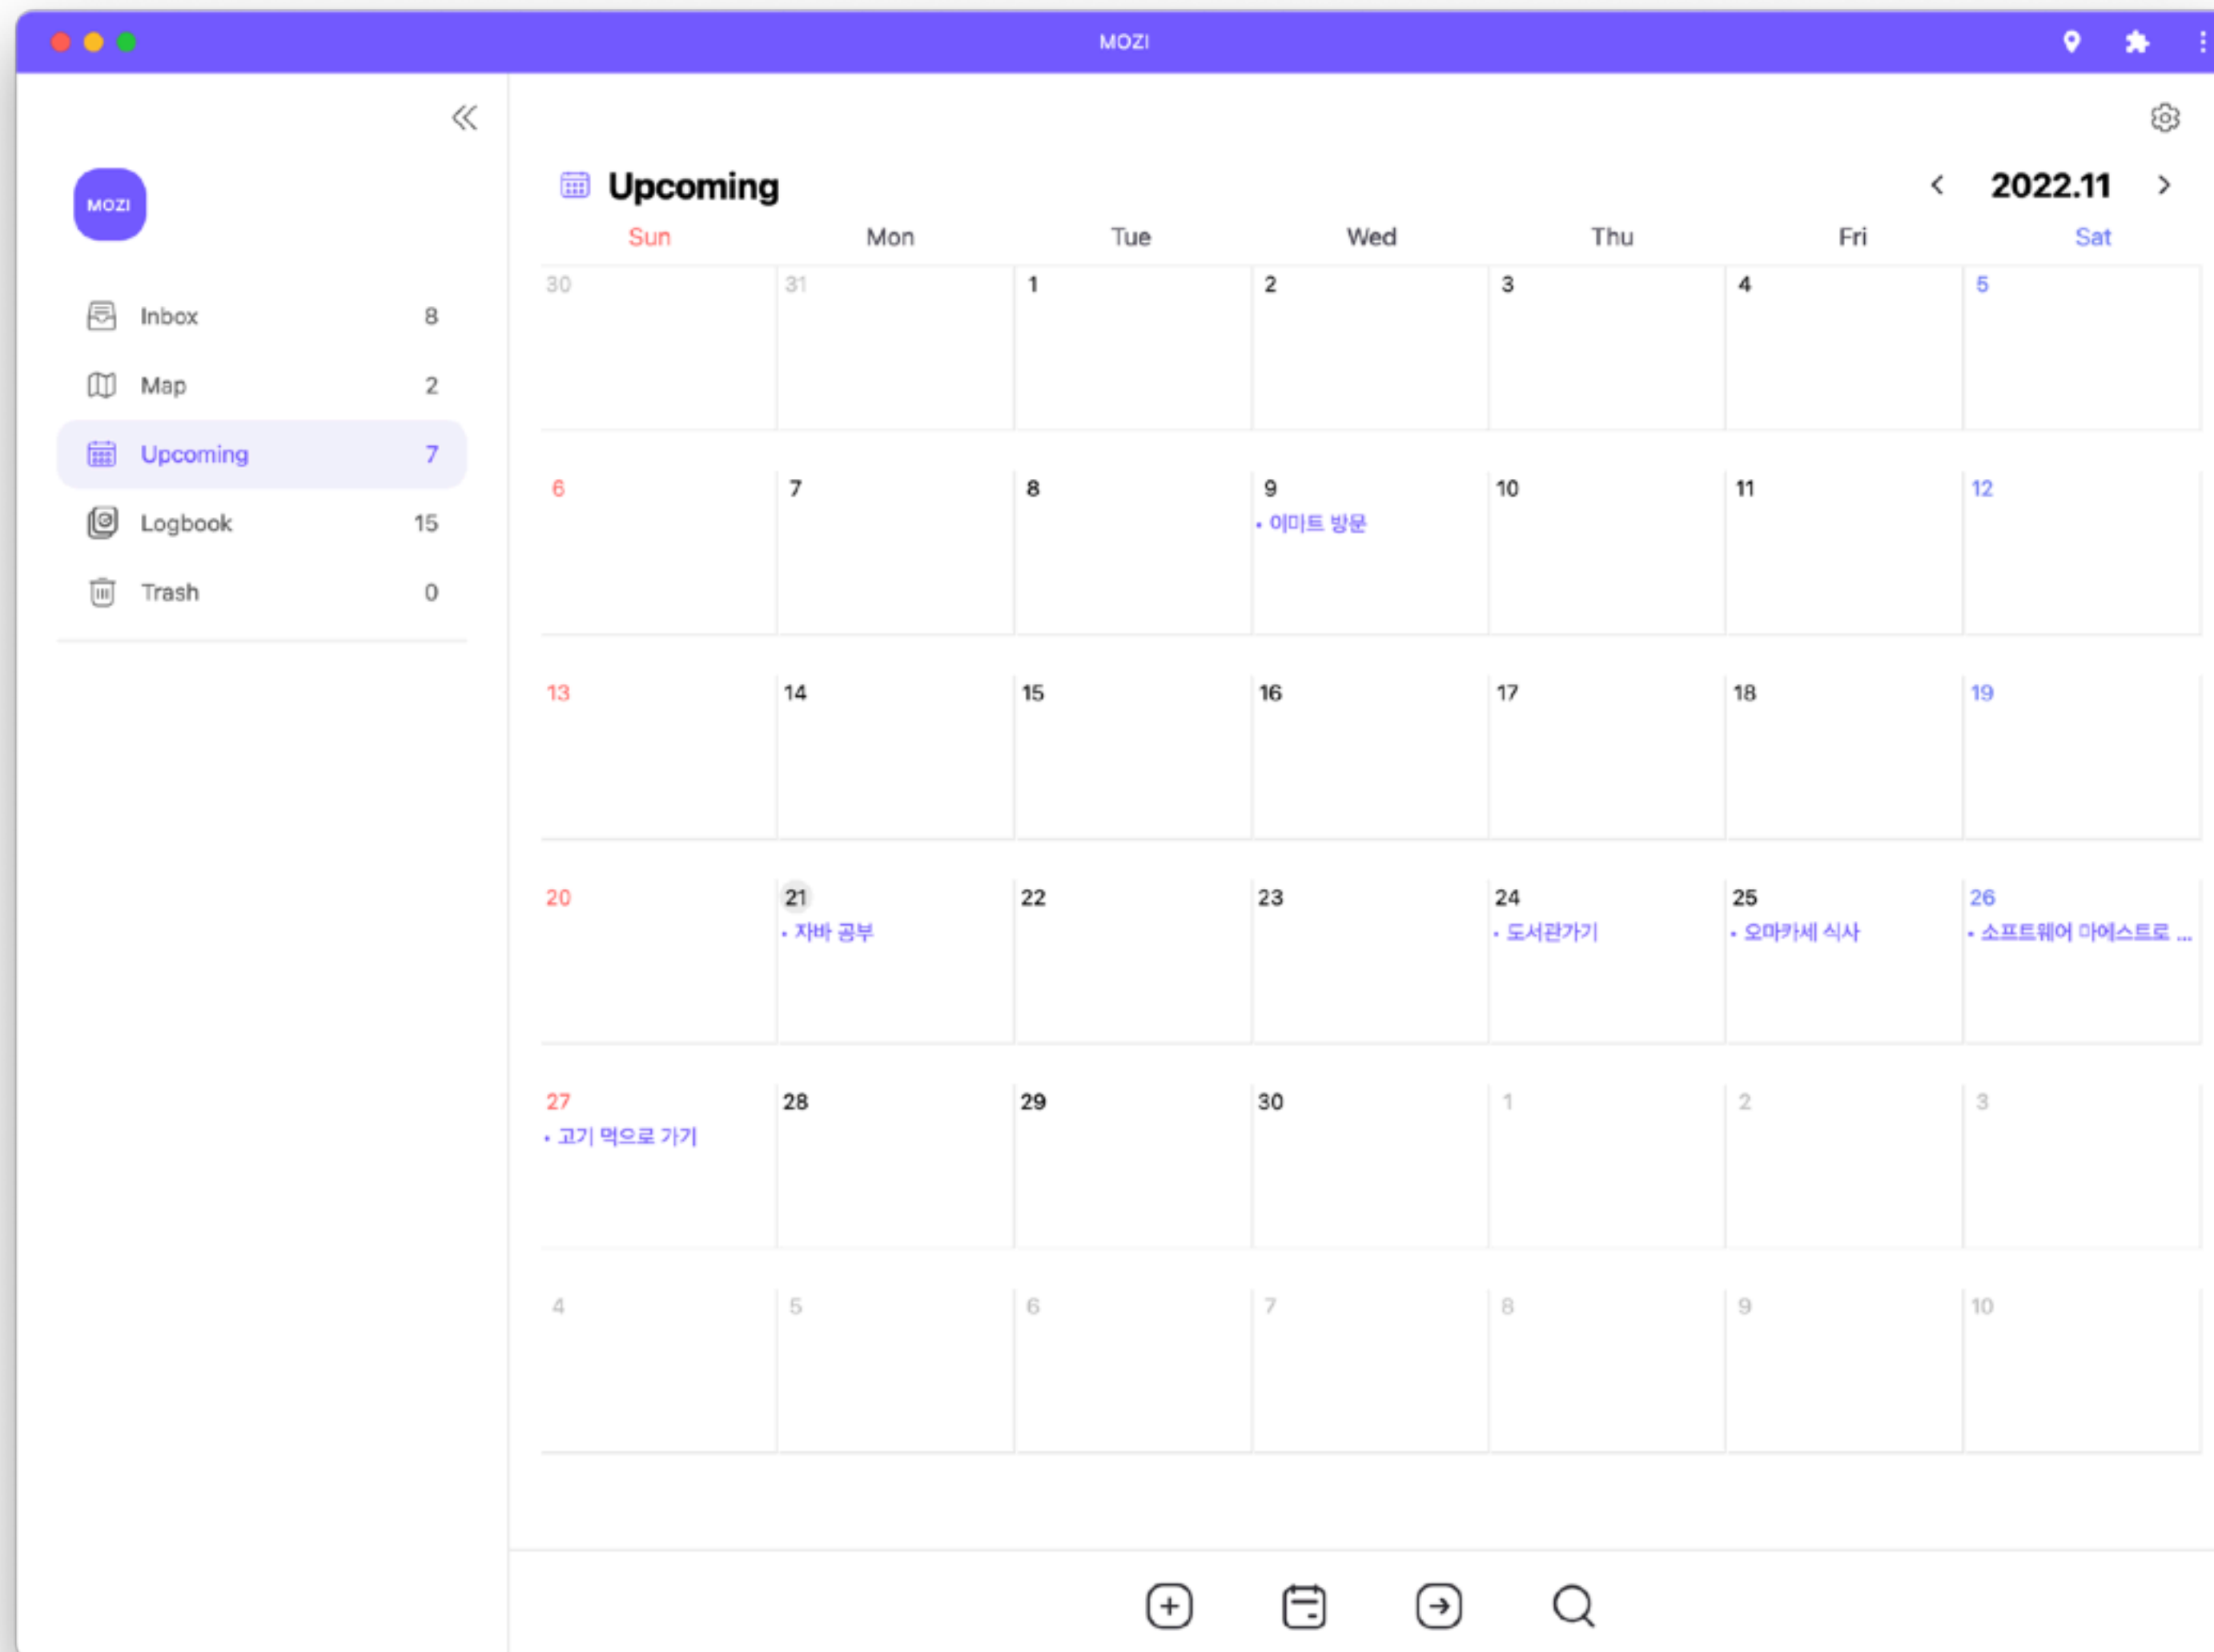 MOZI
MOZI
Inbox 8
Map 2
Upcoming 7
Logbook 15
Trash 0
Upcoming
2022.11
Sun Mon Tue Wed Thu Fri Sat
30 31 1 2 3 4 5
6 7 8 9 10 11 12
• 이마트 방문
13 14 15 16 17 18 19
20 21 22 23 24 25 26
• 자바 공부 • 도서관가기 • 오마카세 식사 • 소프트웨어 마에스트로 ...
27 28 29 30 1 2 3
• 고기 먹으로 가기
4 5 6 7 8 9 10